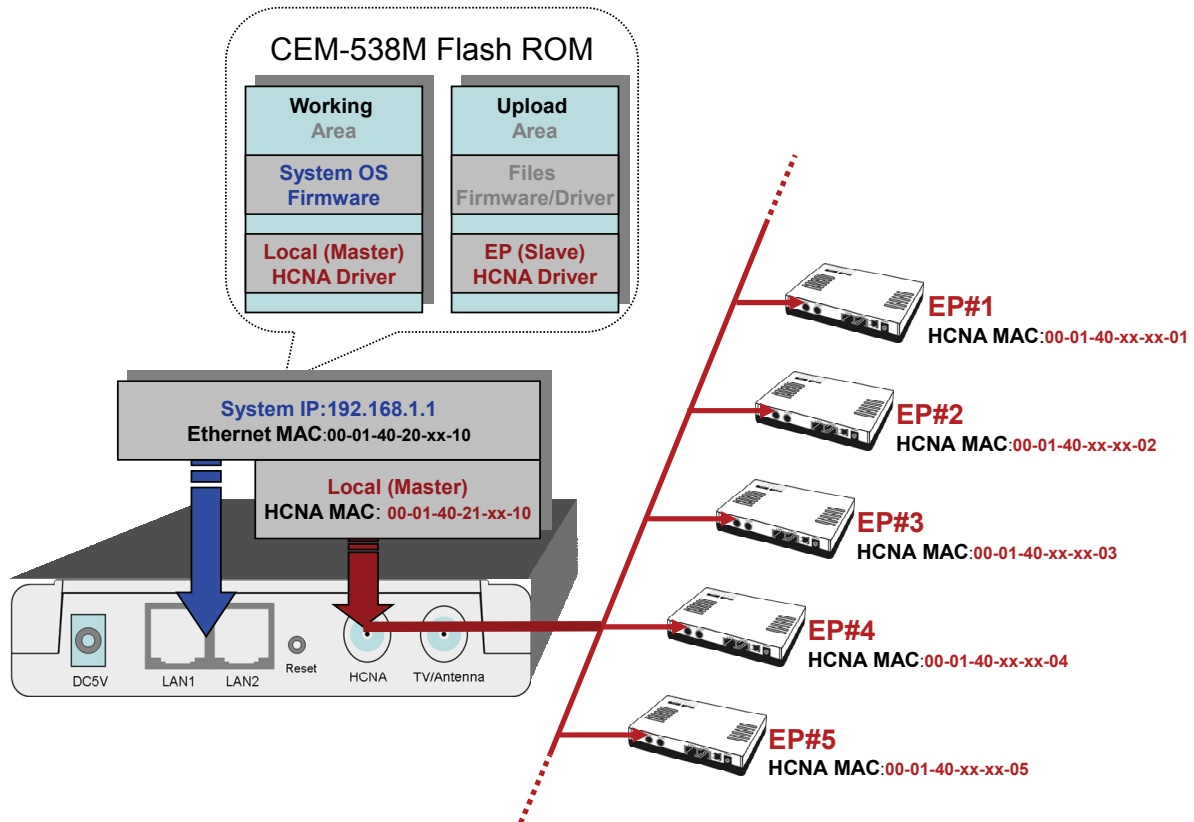 CEM-538M Flash ROM
Working
Area
System OS
Firmware
Local (Master)
HCNA Driver
Upload
Area
Files
Firmware/Driver
EP (Slave)
HCNA Driver
System IP:192.168.1.1
Ethernet MAC:00-01-40-20-xx-10
Local (Master)
HCNA MAC: 00-01-40-21-xx-10
DC5V
LAN1
LAN2
Reset
HCNA
TV/Antenna
EP#1
HCNA MAC:00-01-40-xx-xx-01
EP#2
HCNA MAC:00-01-40-xx-xx-02
EP#3
HCNA MAC:00-01-40-xx-xx-03
EP#4
HCNA MAC:00-01-40-xx-xx-04
EP#5
HCNA MAC:00-01-40-xx-xx-05